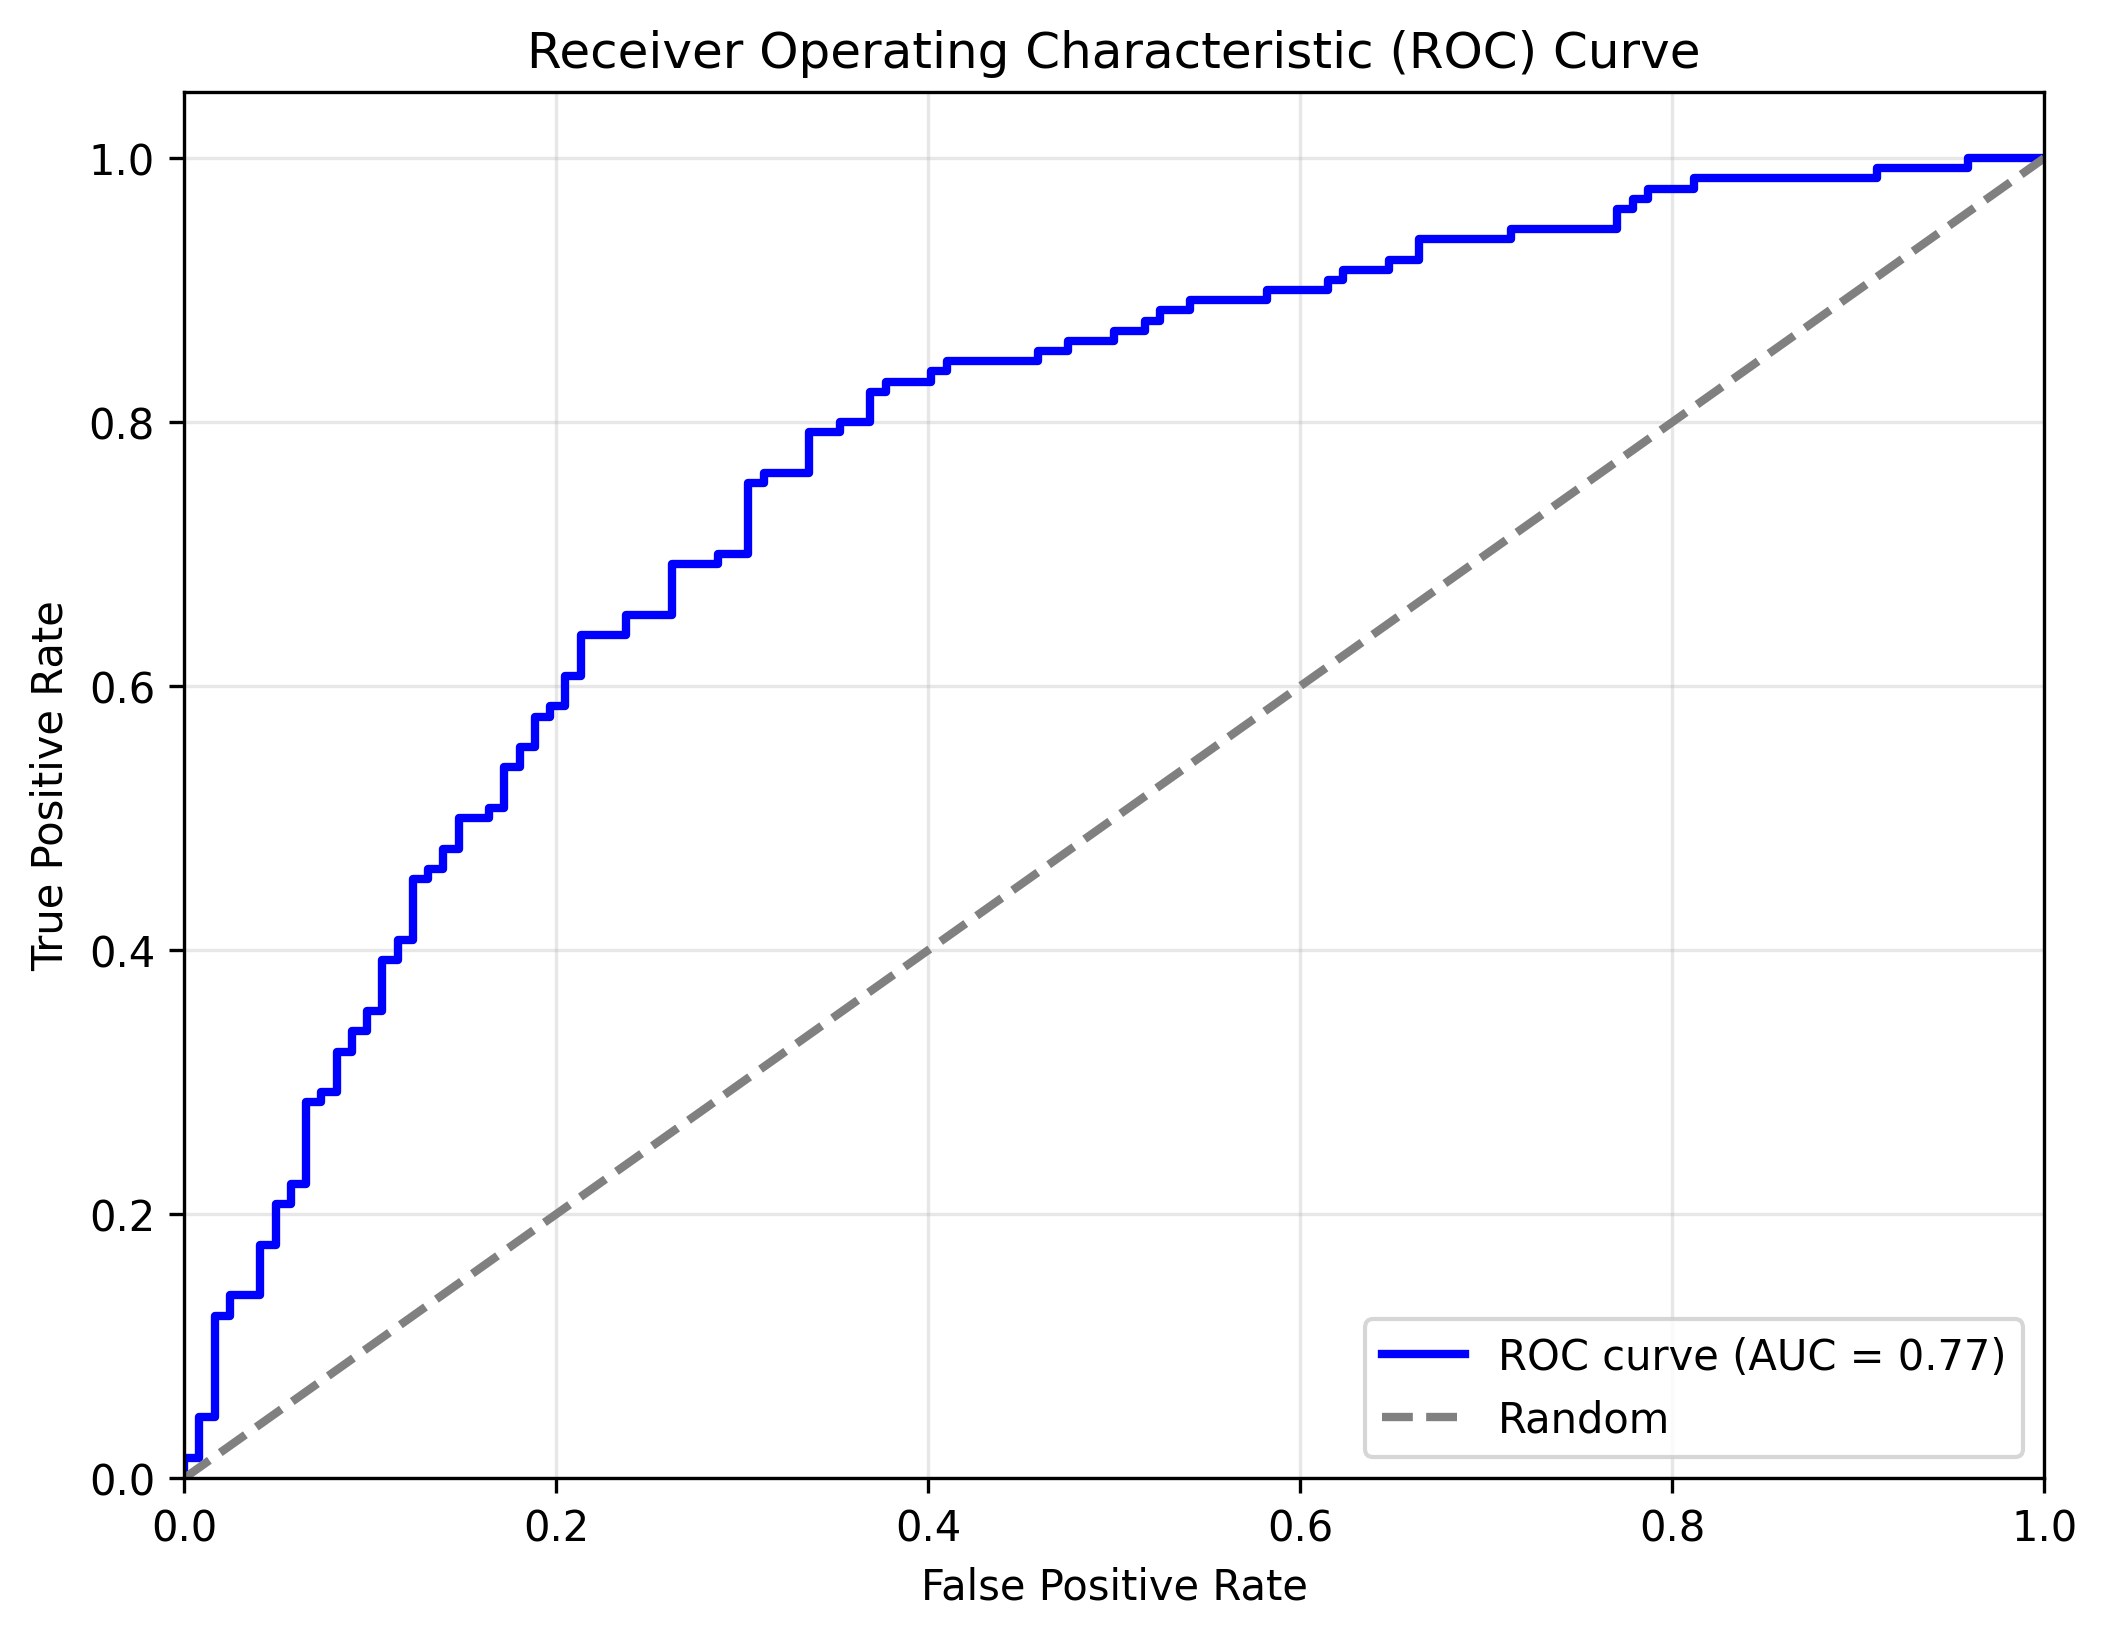 Receiver Operating Characteristic (ROC) Curve
1.0
0.8
0.6
0.4
0.2
0.0
True Positive Rate
0.0 0.2 0.4 0.6 0.8 1.0
False Positive Rate
ROC curve (AUC = 0.77)
Random